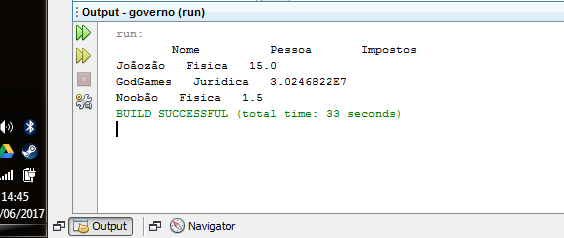 Output - governo (run)
run:
Nome Pessoa Impostos
Joãozão Fisica 15.0
GodGames Juridica 3.0246822E7
Noobão Fisica 1.5
BUILD SUCCESSFUL (total time: 33 seconds)
14:45
/06/2017
Output Navigator